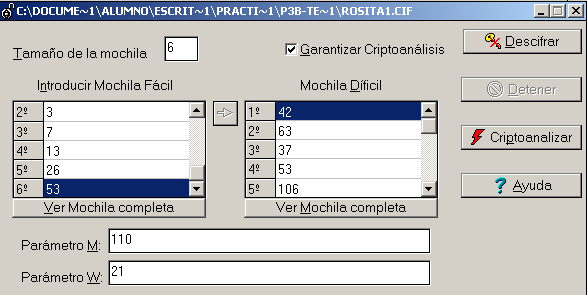 C:\DOCUME~1\ALUMNO\ESCRIT~1\PRACTI~1\P3B-TE~1\ROSITA1.CIF
Tamaño de la mochila 6
Garantizar Criptoanálisis
Descifrar
Introducir Mochila Fácil
Mochila Díficil
Detener
2º 3
3º 7
4º 13
5º 26
6º 53
1º 42
2º 63
3º 37
4º 53
5º 106
Criptoanalizar
Ver Mochila completa
Ver Mochila completa
Ayuda
Parámetro M: 110
Parámetro W: 21